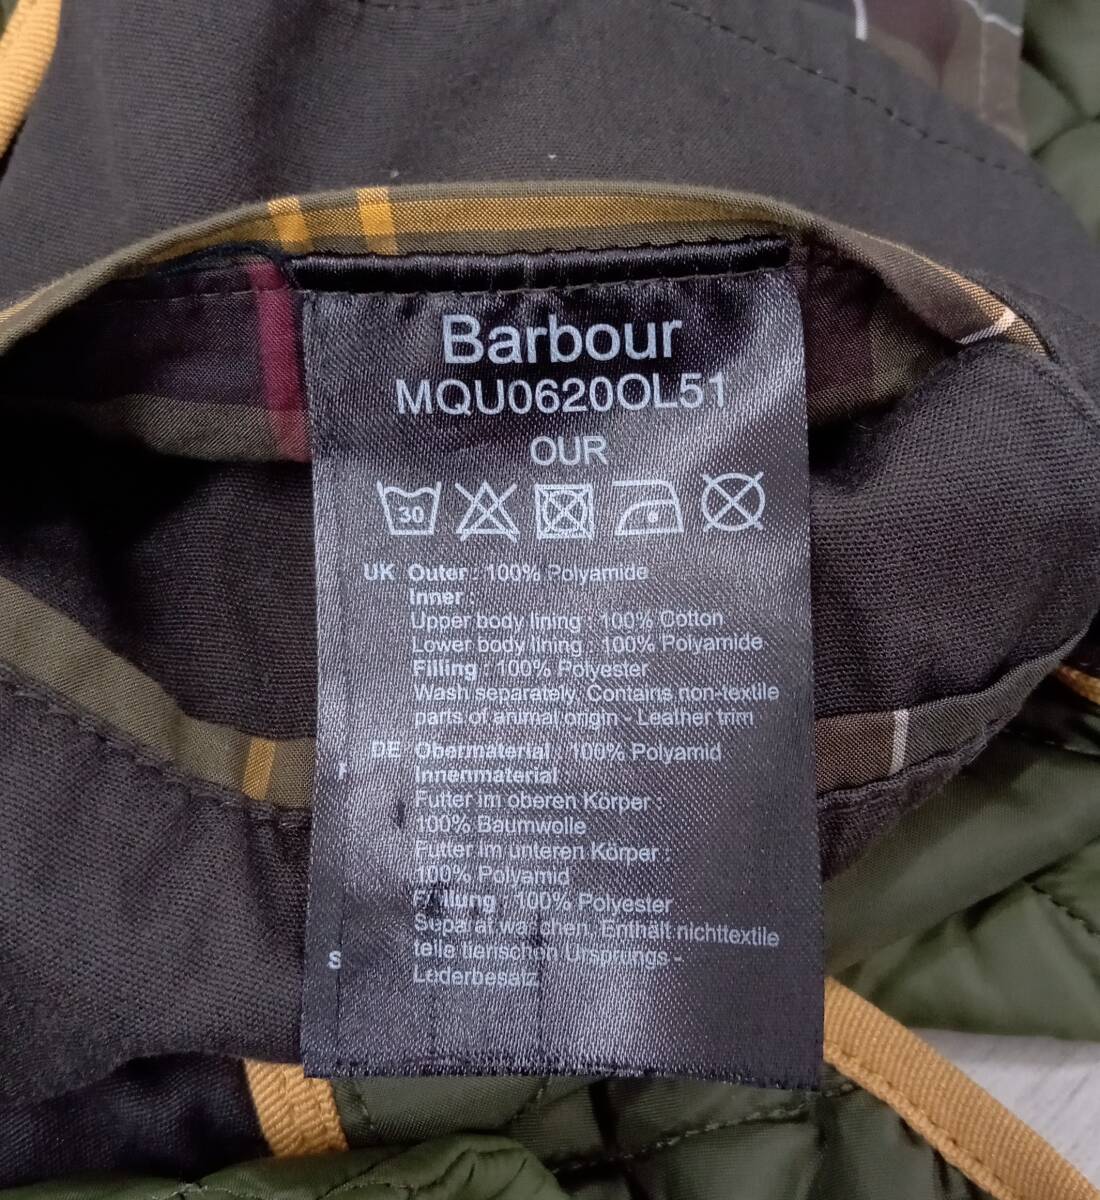 Barbour
MQU0620OL51
OUR
30
UK Outer : 100% Polyamide
Inner :
Upper body lining : 100% Cotton
Lower body lining : 100% Polyamide
Filling : 100% Polyester
Wash separately. Contains non-textile
parts of animal origin - Leather trim
DE Obermaterial 100% Polyamid
Innenmaterial :
Futter im oberen Körper :
100% Baumwolle
Futter im unteren Körper :
100% Polyamid
Füllung : 100% Polyester
Separat waschen. Enthält nichttextile
teile tierischen Ursprungs -
Lederbesatz